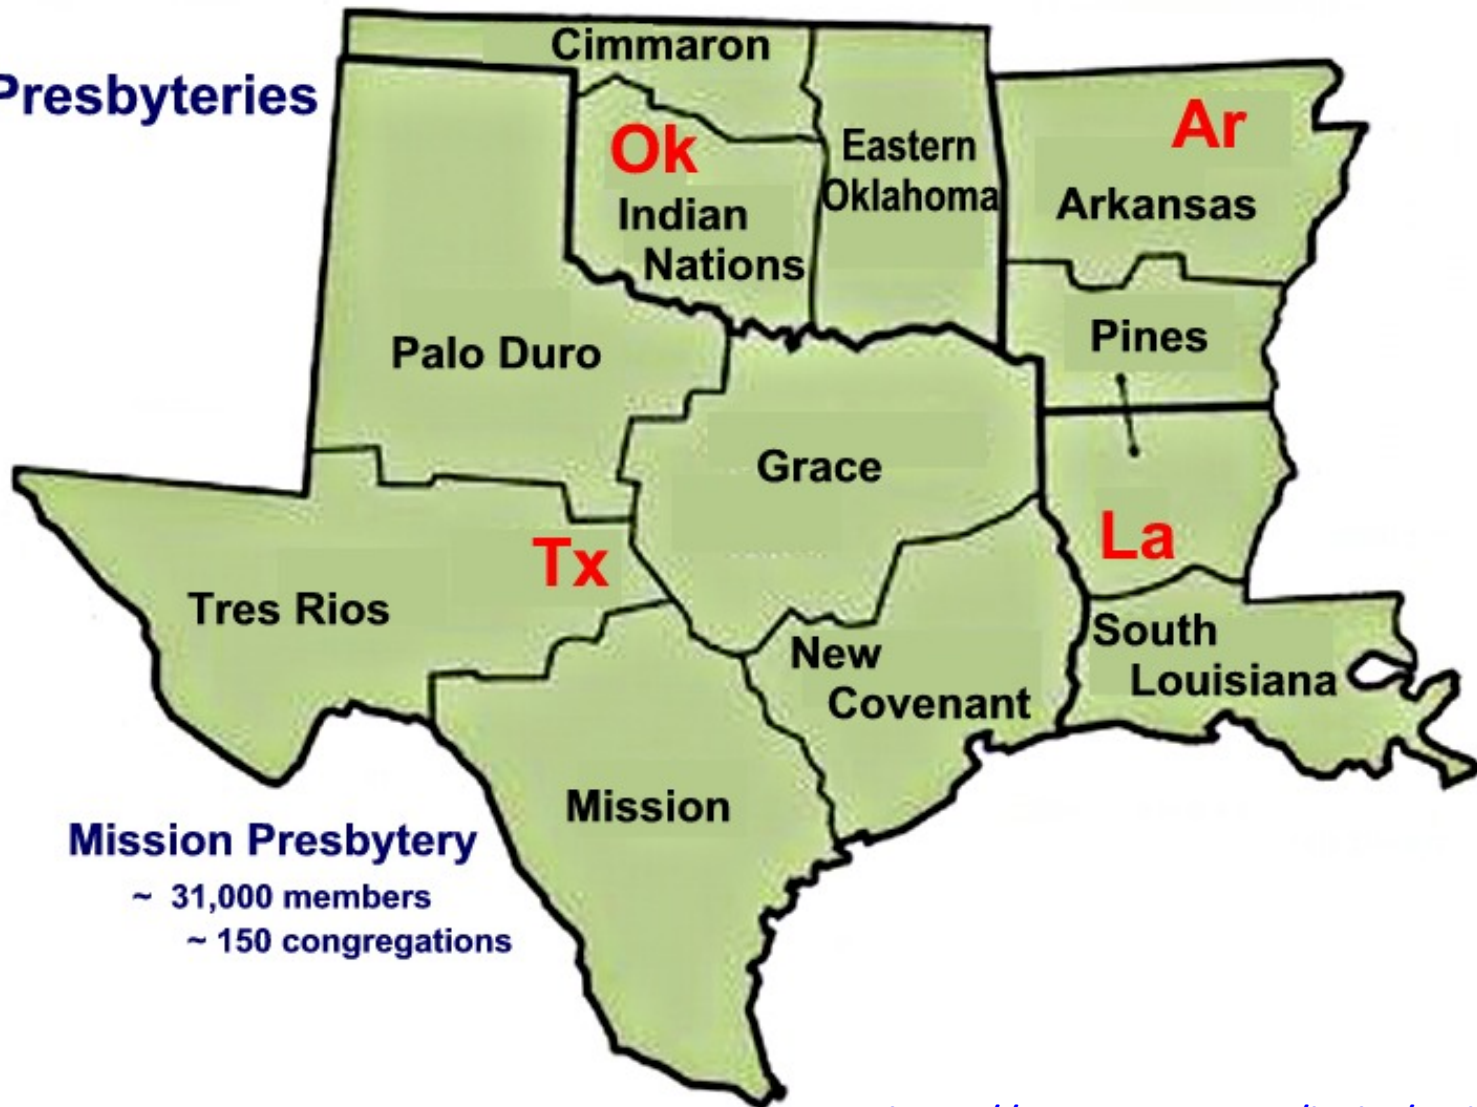 Presbyteries
Cimmaron
Ok
Indian
Nations
Eastern
Oklahoma
Ar
Arkansas
Pines
Palo Duro
Grace
Tx
Tres Rios
La
South
Louisiana
New
Covenant
Mission
Mission Presbytery
~ 31,000 members
~ 150 congregations